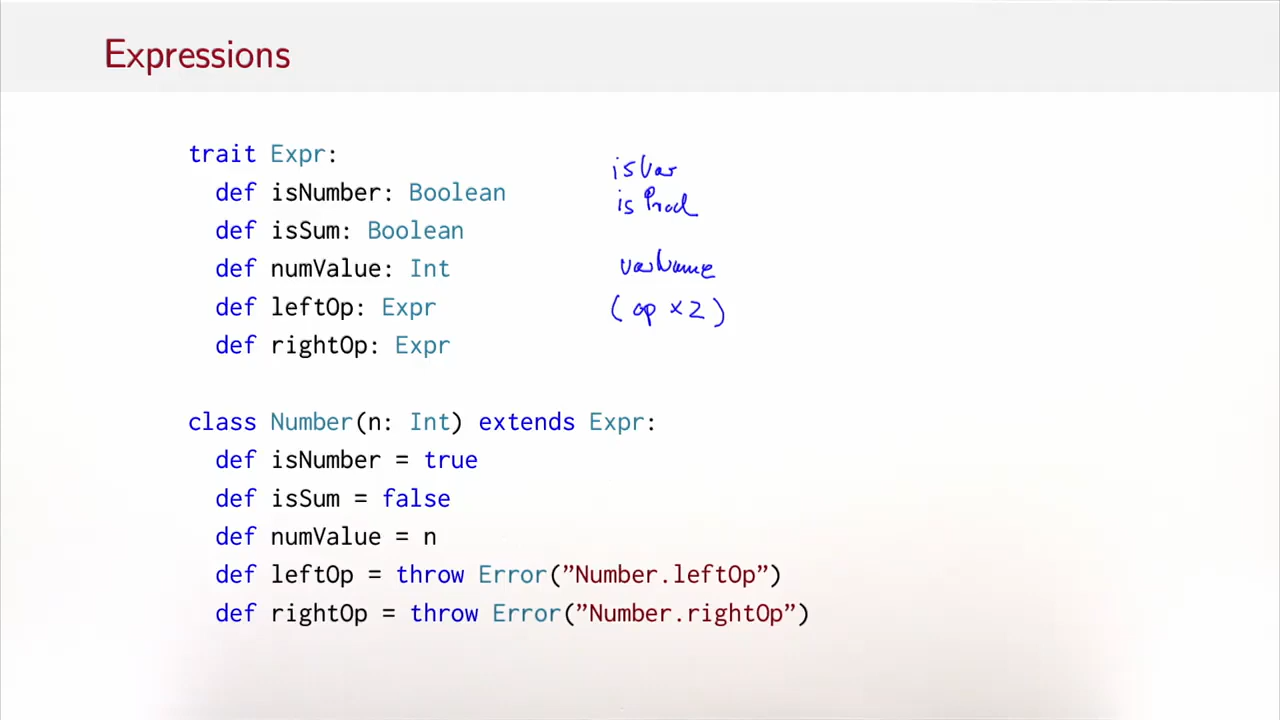 Expressions
trait Expr:
def isNumber: Boolean
def isSum: Boolean
def numValue: Int
def leftOp: Expr
def rightOp: Expr
isVar
isProd
varName
(op ×2)
class Number(n: Int) extends Expr:
def isNumber = true
def isSum = false
def numValue = n
def leftOp = throw Error(”Number.leftOp”)
def rightOp = throw Error(”Number.rightOp”)